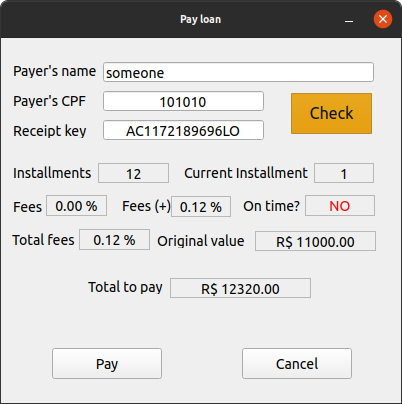 Pay loan
Payer's name someone
Payer's CPF 101010
Check
Receipt key AC1172189696LO
Installments 12 Current Installment 1
Fees 0.00 % Fees (+) 0.12 % On time? NO
Total fees 0.12 % Original value R$ 11000.00
Total to pay R$ 12320.00
Pay Cancel